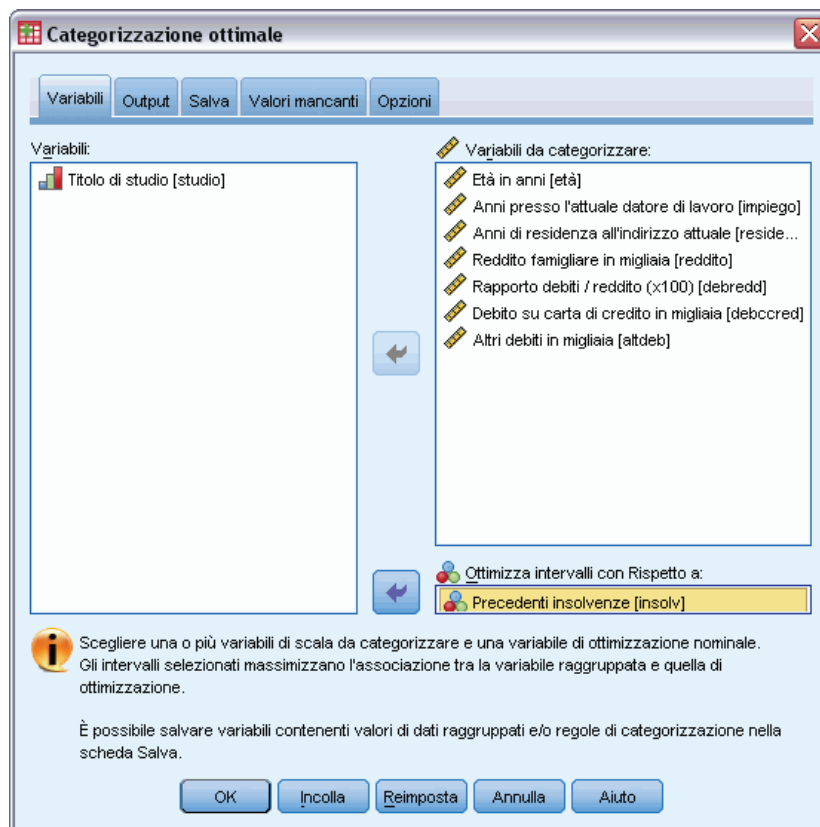 Categorizzazione ottimale
Variabili
Output
Salva
Valori mancanti
Opzioni
Variabili:
Titolo di studio [studio]
Variabili da categorizzare:
Età in anni [età]
Anni presso l'attuale datore di lavoro [impiego]
Anni di residenza all'indirizzo attuale [reside...
Reddito famigliare in migliaia [reddito]
Rapporto debiti / reddito (x100) [debredd]
Debito su carta di credito in migliaia [debccred]
Altri debiti in migliaia [altdeb]
Ottimizza intervalli con Rispetto a:
Precedenti insolvenze [insolv]
Scegliere una o più variabili di scala da categorizzare e una variabile di ottimizzazione nominale.
Gli intervalli selezionati massimizzano l'associazione tra la variabile raggruppata e quella di
ottimizzazione.
È possibile salvare variabili contenenti valori di dati raggruppati e/o regole di categorizzazione nella
scheda Salva.
OK
Incolla
Reimposta
Annulla
Aiuto